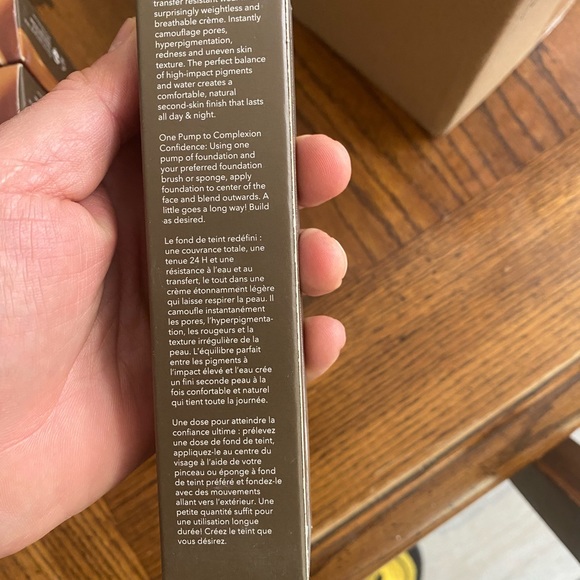 transfer resistant wear
surprisingly weightless and
breathable crème. Instantly
camouflage pores,
hyperpigmentation,
redness and uneven skin
texture. The perfect balance
of high-impact pigments
and water creates a
comfortable, natural
second-skin finish that lasts
all day & night.
One Pump to Complexion
Confidence: Using one
pump of foundation and
your preferred foundation
brush or sponge, apply
foundation to center of the
face and blend outwards. A
little goes a long way! Build
as desired.
Le fond de teint redéfini :
une couvrance totale, une
tenue 24 H et une
résistance à l'eau et au
transfert, le tout dans une
crème étonnamment légère
qui laisse respirer la peau. Il
camoufle instantanément
les pores, l'hyperpigmenta-
tion, les rougeurs et la
texture irrégulière de la
peau. L'équilibre parfait
entre les pigments à
l'impact élevé et l'eau crée
un fini seconde peau à la
fois confortable et naturel
qui tient toute la journée.
Une dose pour atteindre la
confiance ultime : prélevez
une dose de fond de teint,
appliquez-le au centre du
visage à l'aide de votre
pinceau ou éponge à fond
de teint préféré et fondez-le
avec des mouvements
allant vers l'extérieur. Une
petite quantité suffit pour
une utilisation longue
durée! Créez le teint que
vous désirez.